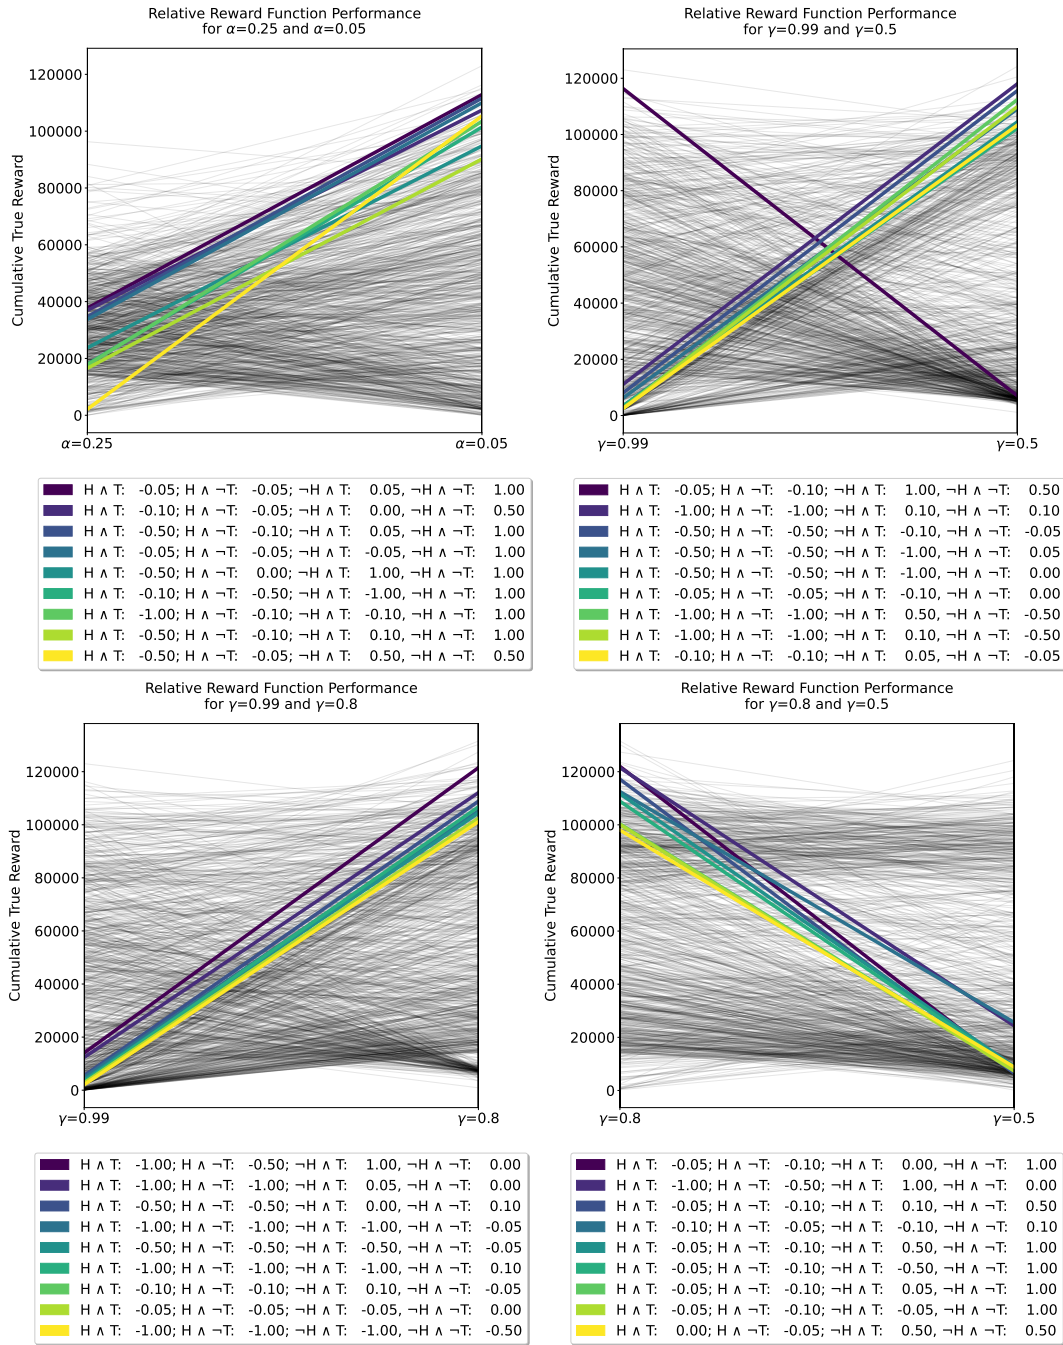 Relative Reward Function Performance
for α=0.25 and α=0.05
Cumulative True Reward
120000
100000
80000
60000
40000
20000
0
α=0.25
α=0.05
H ∧ T: -0.05; H ∧ ¬T: -0.05; ¬H ∧ T: 0.05, ¬H ∧ ¬T: 1.00
H ∧ T: -0.10; H ∧ ¬T: -0.05; ¬H ∧ T: 0.00, ¬H ∧ ¬T: 0.50
H ∧ T: -0.50; H ∧ ¬T: -0.10; ¬H ∧ T: 0.05, ¬H ∧ ¬T: 1.00
H ∧ T: -0.05; H ∧ ¬T: -0.05; ¬H ∧ T: -0.05, ¬H ∧ ¬T: 1.00
H ∧ T: -0.50; H ∧ ¬T: 0.00; ¬H ∧ T: 1.00, ¬H ∧ ¬T: 1.00
H ∧ T: -0.10; H ∧ ¬T: -0.50; ¬H ∧ T: -1.00, ¬H ∧ ¬T: 1.00
H ∧ T: -1.00; H ∧ ¬T: -0.10; ¬H ∧ T: -0.10, ¬H ∧ ¬T: 1.00
H ∧ T: -0.50; H ∧ ¬T: -0.10; ¬H ∧ T: 0.10, ¬H ∧ ¬T: 1.00
H ∧ T: -0.50; H ∧ ¬T: -0.05; ¬H ∧ T: 0.50, ¬H ∧ ¬T: 0.50
Relative Reward Function Performance
for γ=0.99 and γ=0.5
Cumulative True Reward
120000
100000
80000
60000
40000
20000
0
γ=0.99
γ=0.5
H ∧ T: -0.05; H ∧ ¬T: -0.10; ¬H ∧ T: 1.00, ¬H ∧ ¬T: 0.50
H ∧ T: -1.00; H ∧ ¬T: -1.00; ¬H ∧ T: 0.10, ¬H ∧ ¬T: 0.10
H ∧ T: -0.50; H ∧ ¬T: -0.50; ¬H ∧ T: -0.10, ¬H ∧ ¬T: -0.05
H ∧ T: -0.50; H ∧ ¬T: -0.50; ¬H ∧ T: -1.00, ¬H ∧ ¬T: 0.05
H ∧ T: -0.50; H ∧ ¬T: -0.50; ¬H ∧ T: -1.00, ¬H ∧ ¬T: 0.00
H ∧ T: -0.05; H ∧ ¬T: -0.05; ¬H ∧ T: -0.10, ¬H ∧ ¬T: 0.00
H ∧ T: -1.00; H ∧ ¬T: -1.00; ¬H ∧ T: 0.50, ¬H ∧ ¬T: -0.50
H ∧ T: -1.00; H ∧ ¬T: -1.00; ¬H ∧ T: 0.10, ¬H ∧ ¬T: -0.50
H ∧ T: -0.10; H ∧ ¬T: -0.10; ¬H ∧ T: 0.05, ¬H ∧ ¬T: -0.05
Relative Reward Function Performance
for γ=0.99 and γ=0.8
Cumulative True Reward
120000
100000
80000
60000
40000
20000
0
γ=0.99
γ=0.8
H ∧ T: -1.00; H ∧ ¬T: -0.50; ¬H ∧ T: 1.00, ¬H ∧ ¬T: 0.00
H ∧ T: -1.00; H ∧ ¬T: -1.00; ¬H ∧ T: 0.05, ¬H ∧ ¬T: 0.00
H ∧ T: -0.50; H ∧ ¬T: -0.50; ¬H ∧ T: 0.00, ¬H ∧ ¬T: 0.10
H ∧ T: -1.00; H ∧ ¬T: -1.00; ¬H ∧ T: -1.00, ¬H ∧ ¬T: -0.05
H ∧ T: -0.50; H ∧ ¬T: -0.50; ¬H ∧ T: -0.50, ¬H ∧ ¬T: -0.05
H ∧ T: -1.00; H ∧ ¬T: -1.00; ¬H ∧ T: -1.00, ¬H ∧ ¬T: 0.10
H ∧ T: -0.10; H ∧ ¬T: -0.10; ¬H ∧ T: 0.10, ¬H ∧ ¬T: -0.05
H ∧ T: -0.05; H ∧ ¬T: -0.05; ¬H ∧ T: -0.05, ¬H ∧ ¬T: 0.00
H ∧ T: -1.00; H ∧ ¬T: -1.00; ¬H ∧ T: -1.00, ¬H ∧ ¬T: -0.50
Relative Reward Function Performance
for γ=0.8 and γ=0.5
Cumulative True Reward
120000
100000
80000
60000
40000
20000
0
γ=0.8
γ=0.5
H ∧ T: -0.05; H ∧ ¬T: -0.10; ¬H ∧ T: 0.00, ¬H ∧ ¬T: 1.00
H ∧ T: -1.00; H ∧ ¬T: -0.50; ¬H ∧ T: 1.00, ¬H ∧ ¬T: 0.00
H ∧ T: -0.05; H ∧ ¬T: -0.10; ¬H ∧ T: 0.10, ¬H ∧ ¬T: 0.50
H ∧ T: -0.10; H ∧ ¬T: -0.05; ¬H ∧ T: -0.10, ¬H ∧ ¬T: 0.10
H ∧ T: -0.05; H ∧ ¬T: -0.10; ¬H ∧ T: 0.50, ¬H ∧ ¬T: 1.00
H ∧ T: -0.05; H ∧ ¬T: -0.10; ¬H ∧ T: -0.50, ¬H ∧ ¬T: 1.00
H ∧ T: -0.05; H ∧ ¬T: -0.10; ¬H ∧ T: 0.05, ¬H ∧ ¬T: 1.00
H ∧ T: -0.05; H ∧ ¬T: -0.10; ¬H ∧ T: -0.05, ¬H ∧ ¬T: 1.00
H ∧ T: 0.00; H ∧ ¬T: -0.05; ¬H ∧ T: 0.50, ¬H ∧ ¬T: 0.50